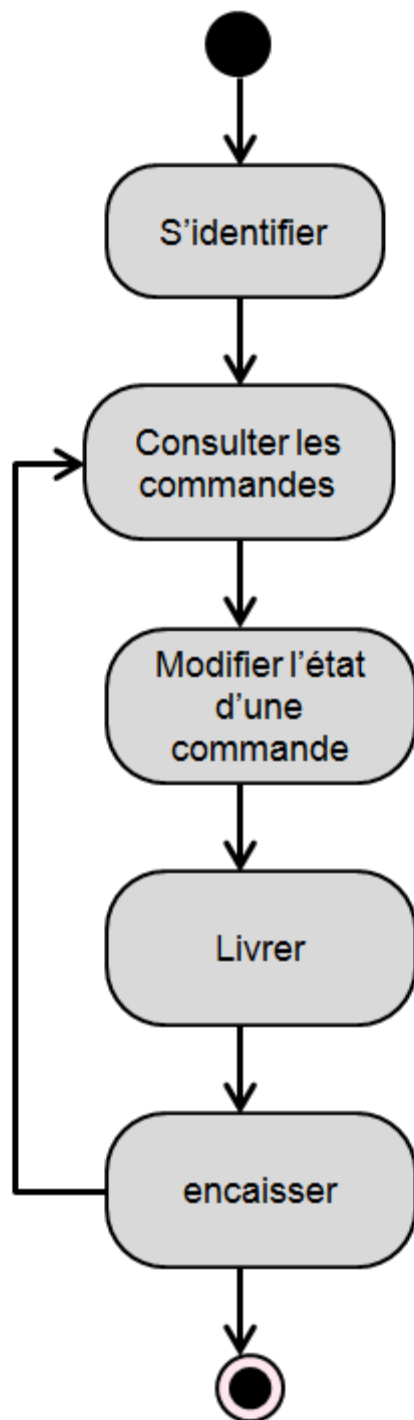 S’identifier
Consulter les
commandes
Modifier l’état
d’une
commande
Livrer
encaisser